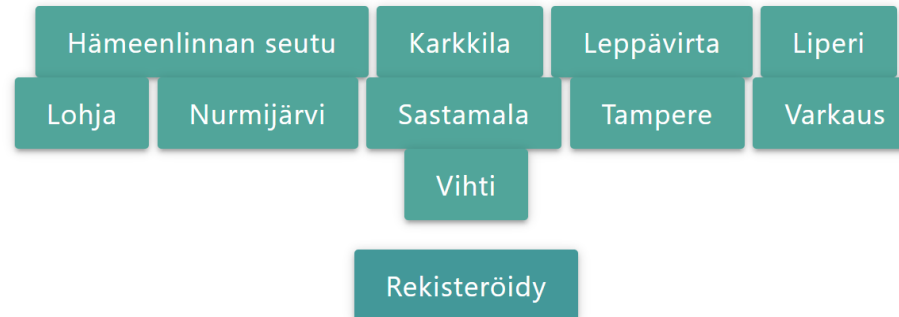 Hämeenlinnan seutu Karkkila Leppävirta Liperi
Lohja Nurmijärvi Sastamala Tampere Varkaus
Vihti
Rekisteröidy